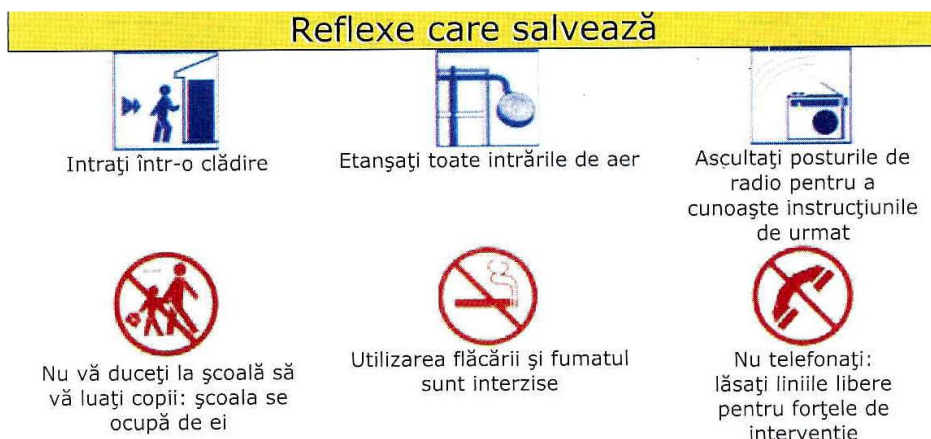 Reflexe care salvează
Intraţi într-o clădire
Etanşaţi toate intrările de aer
Ascultaţi posturile de
radio pentru a
cunoaşte instrucţiunile
de urmat
Nu vă duceţi la şcoală să
vă luaţi copii: şcoala se
ocupă de ei
Utilizarea flăcării şi fumatul
sunt interzise
Nu telefonaţi:
lăsaţi liniile libere
pentru forţele de
intervenţie